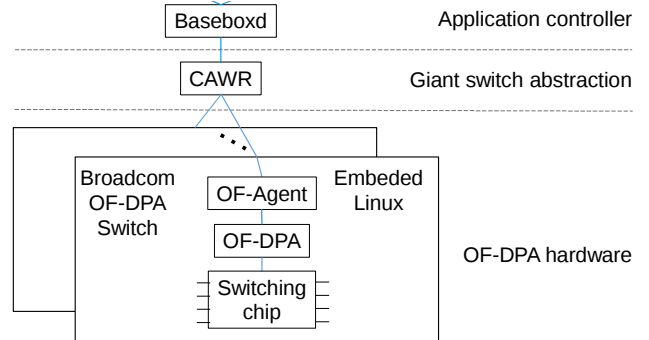 Baseboxd
Application controller
CAWR
Giant switch abstraction
Broadcom
OF-DPA
Switch
OF-Agent
Embeded
Linux
OF-DPA
OF-DPA hardware
Switching
chip